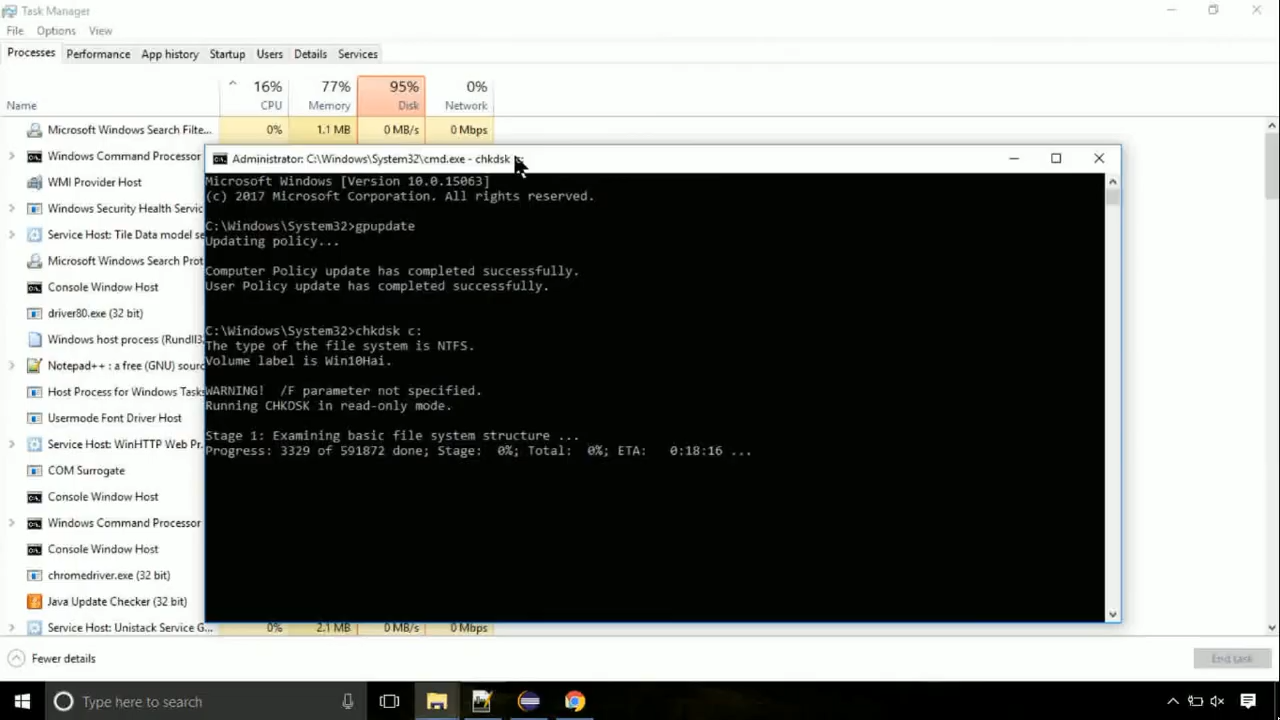 Task Manager
File Options View
Processes Performance App history Startup Users Details Services
16% 77% 95% 0%
Name CPU Memory Disk Network
Microsoft Windows Search Filte... 0% 1.1 MB 0 MB/s 0 Mbps
Windows Command Processor
WMI Provider Host
Windows Security Health Servic
Service Host: Tile Data model se
Microsoft Windows Search Prot
Console Window Host
driver80.exe (32 bit)
Windows host process (Rundll3
Notepad++ : a free (GNU) sourc
Host Process for Windows Task
Usermode Font Driver Host
Service Host: WinHTTP Web Pr
COM Surrogate
Console Window Host
Windows Command Processor
Console Window Host
chromedriver.exe (32 bit)
Java Update Checker (32 bit)
Service Host: Unistack Service G... 0% 2.1 MB 0 MB/s 0 Mbps
Administrator: C:\Windows\System32\cmd.exe - chkdsk
Microsoft Windows [Version 10.0.15063]
(c) 2017 Microsoft Corporation. All rights reserved.
C:\Windows\System32>gpupdate
Updating policy...
Computer Policy update has completed successfully.
User Policy update has completed successfully.
C:\Windows\System32>chkdsk c:
The type of the file system is NTFS.
Volume label is Win10Hai.
WARNING! /F parameter not specified.
Running CHKDSK in read-only mode.
Stage 1: Examining basic file system structure ...
Progress: 3329 of 591872 done; Stage: 0%; Total: 0%; ETA: 0:18:16 ...
Fewer details
End task
Type here to search